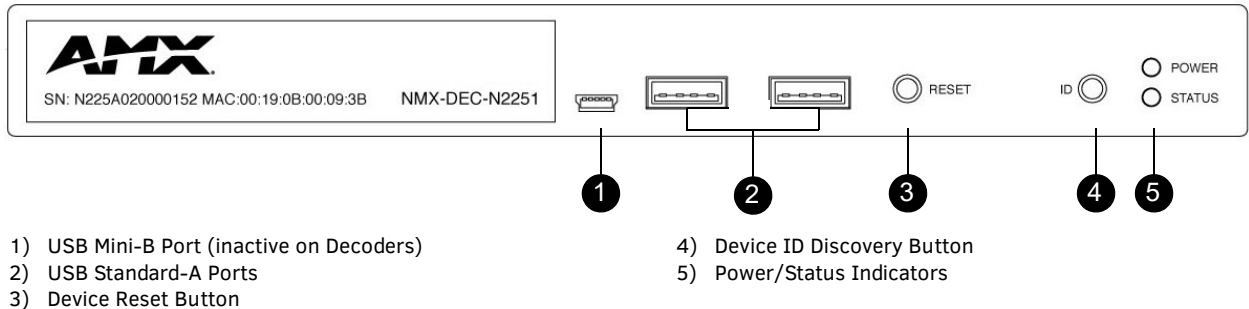 AMX
SN: N225A020000152 MAC:00:19:0B:00:09:3B
NMX-DEC-N2251
RESET
ID
POWER
STATUS
1
2
3
4
5
1) USB Mini-B Port (inactive on Decoders)
2) USB Standard-A Ports
3) Device Reset Button
4) Device ID Discovery Button
5) Power/Status Indicators